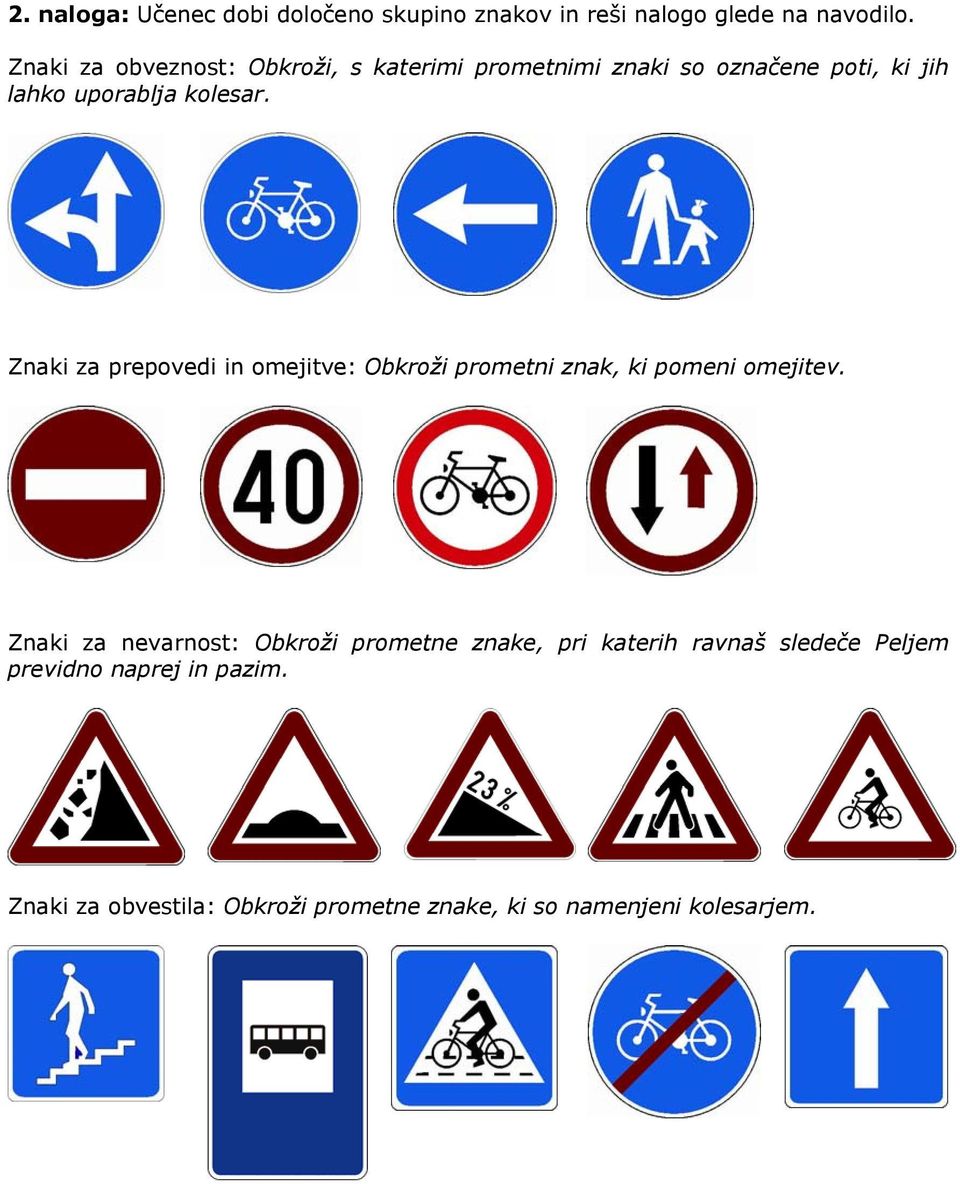 2. naloga: Učenec dobi določeno skupino znakov in reši nalogo glede na navodilo.
Znaki za obveznost: Obkroži, s katerimi prometnimi znaki so označene poti, ki jih
lahko uporablja kolesar.
Znaki za prepovedi in omejitve: Obkroži prometni znak, ki pomeni omejitev.
40
Znaki za nevarnost: Obkroži prometne znake, pri katerih ravnaš sledeče Peljem
previdno naprej in pazim.
23%
Znaki za obvestila: Obkroži prometne znake, ki so namenjeni kolesarjem.